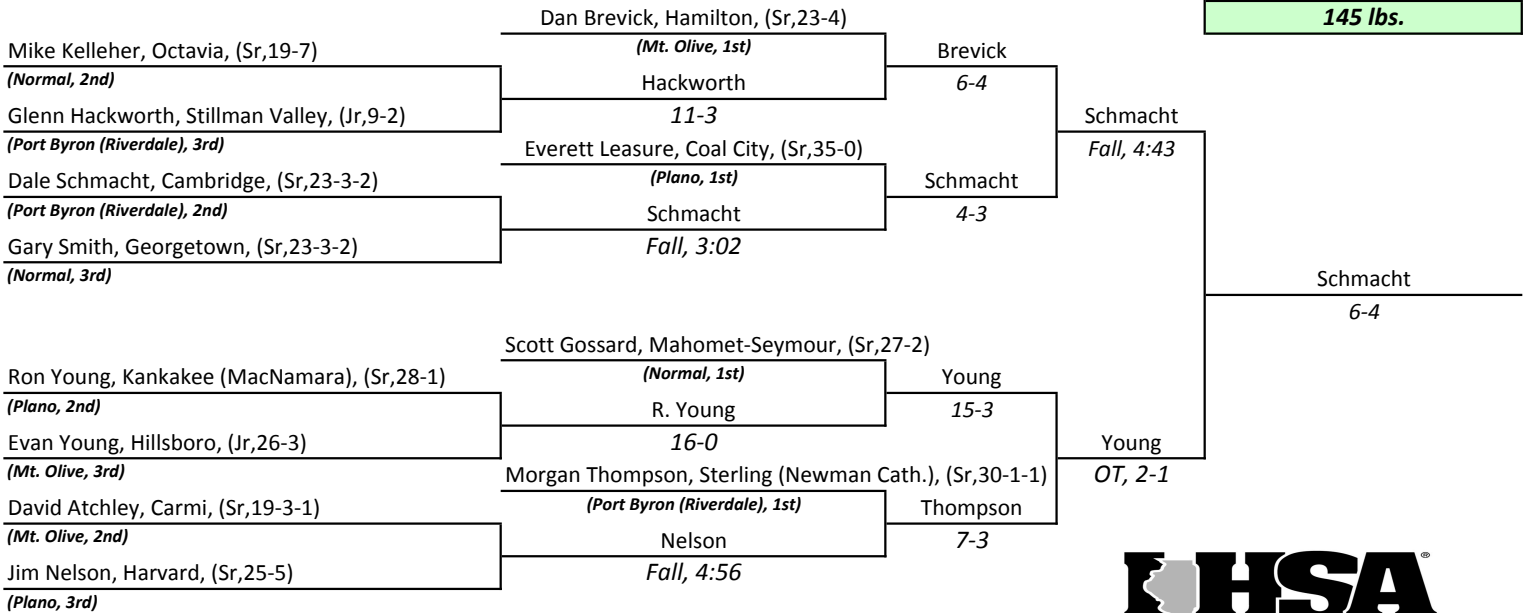 Dan Brevick, Hamilton, (Sr,23-4)
145 lbs.
Mike Kelleher, Octavia, (Sr,19-7)
(Mt. Olive, 1st)
Brevick
(Normal, 2nd)
Hackworth
6-4
Glenn Hackworth, Stillman Valley, (Jr,9-2)
11-3
Schmacht
(Port Byron (Riverdale), 3rd)
Everett Leasure, Coal City, (Sr,35-0)
Fall, 4:43
Dale Schmacht, Cambridge, (Sr,23-3-2)
(Plano, 1st)
Schmacht
(Port Byron (Riverdale), 2nd)
Schmacht
4-3
Gary Smith, Georgetown, (Sr,23-3-2)
Fall, 3:02
(Normal, 3rd)
Schmacht
6-4
Scott Gossard, Mahomet-Seymour, (Sr,27-2)
Ron Young, Kankakee (MacNamara), (Sr,28-1)
(Normal, 1st)
Young
(Plano, 2nd)
R. Young
15-3
Evan Young, Hillsboro, (Jr,26-3)
16-0
Young
(Mt. Olive, 3rd)
Morgan Thompson, Sterling (Newman Cath.), (Sr,30-1-1)
OT, 2-1
David Atchley, Carmi, (Sr,19-3-1)
(Port Byron (Riverdale), 1st)
Thompson
(Mt. Olive, 2nd)
Nelson
7-3
Jim Nelson, Harvard, (Sr,25-5)
Fall, 4:56
(Plano, 3rd)
IHSA®